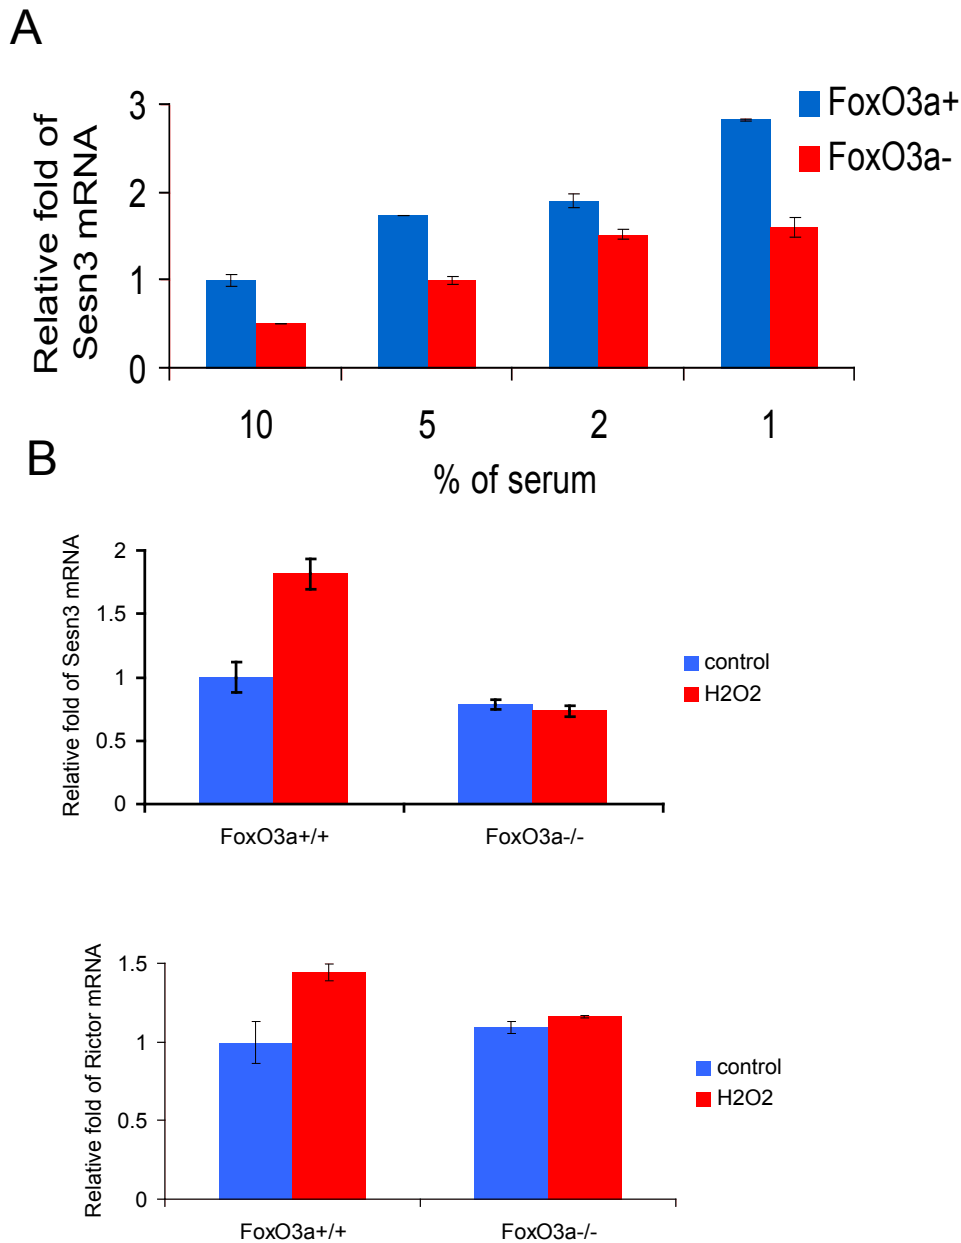 A
Relative fold of
Sesn3 mRNA
3
2
1
0
FoxO3a+
FoxO3a-
10 5 2 1
% of serum
B
Relative fold of Sesn3 mRNA
2
1.5
1
0.5
0
control
H2O2
FoxO3a+/+ FoxO3a-/-
Relative fold of Rictor mRNA
1.5
1
0.5
0
control
H2O2
FoxO3a+/+ FoxO3a-/-